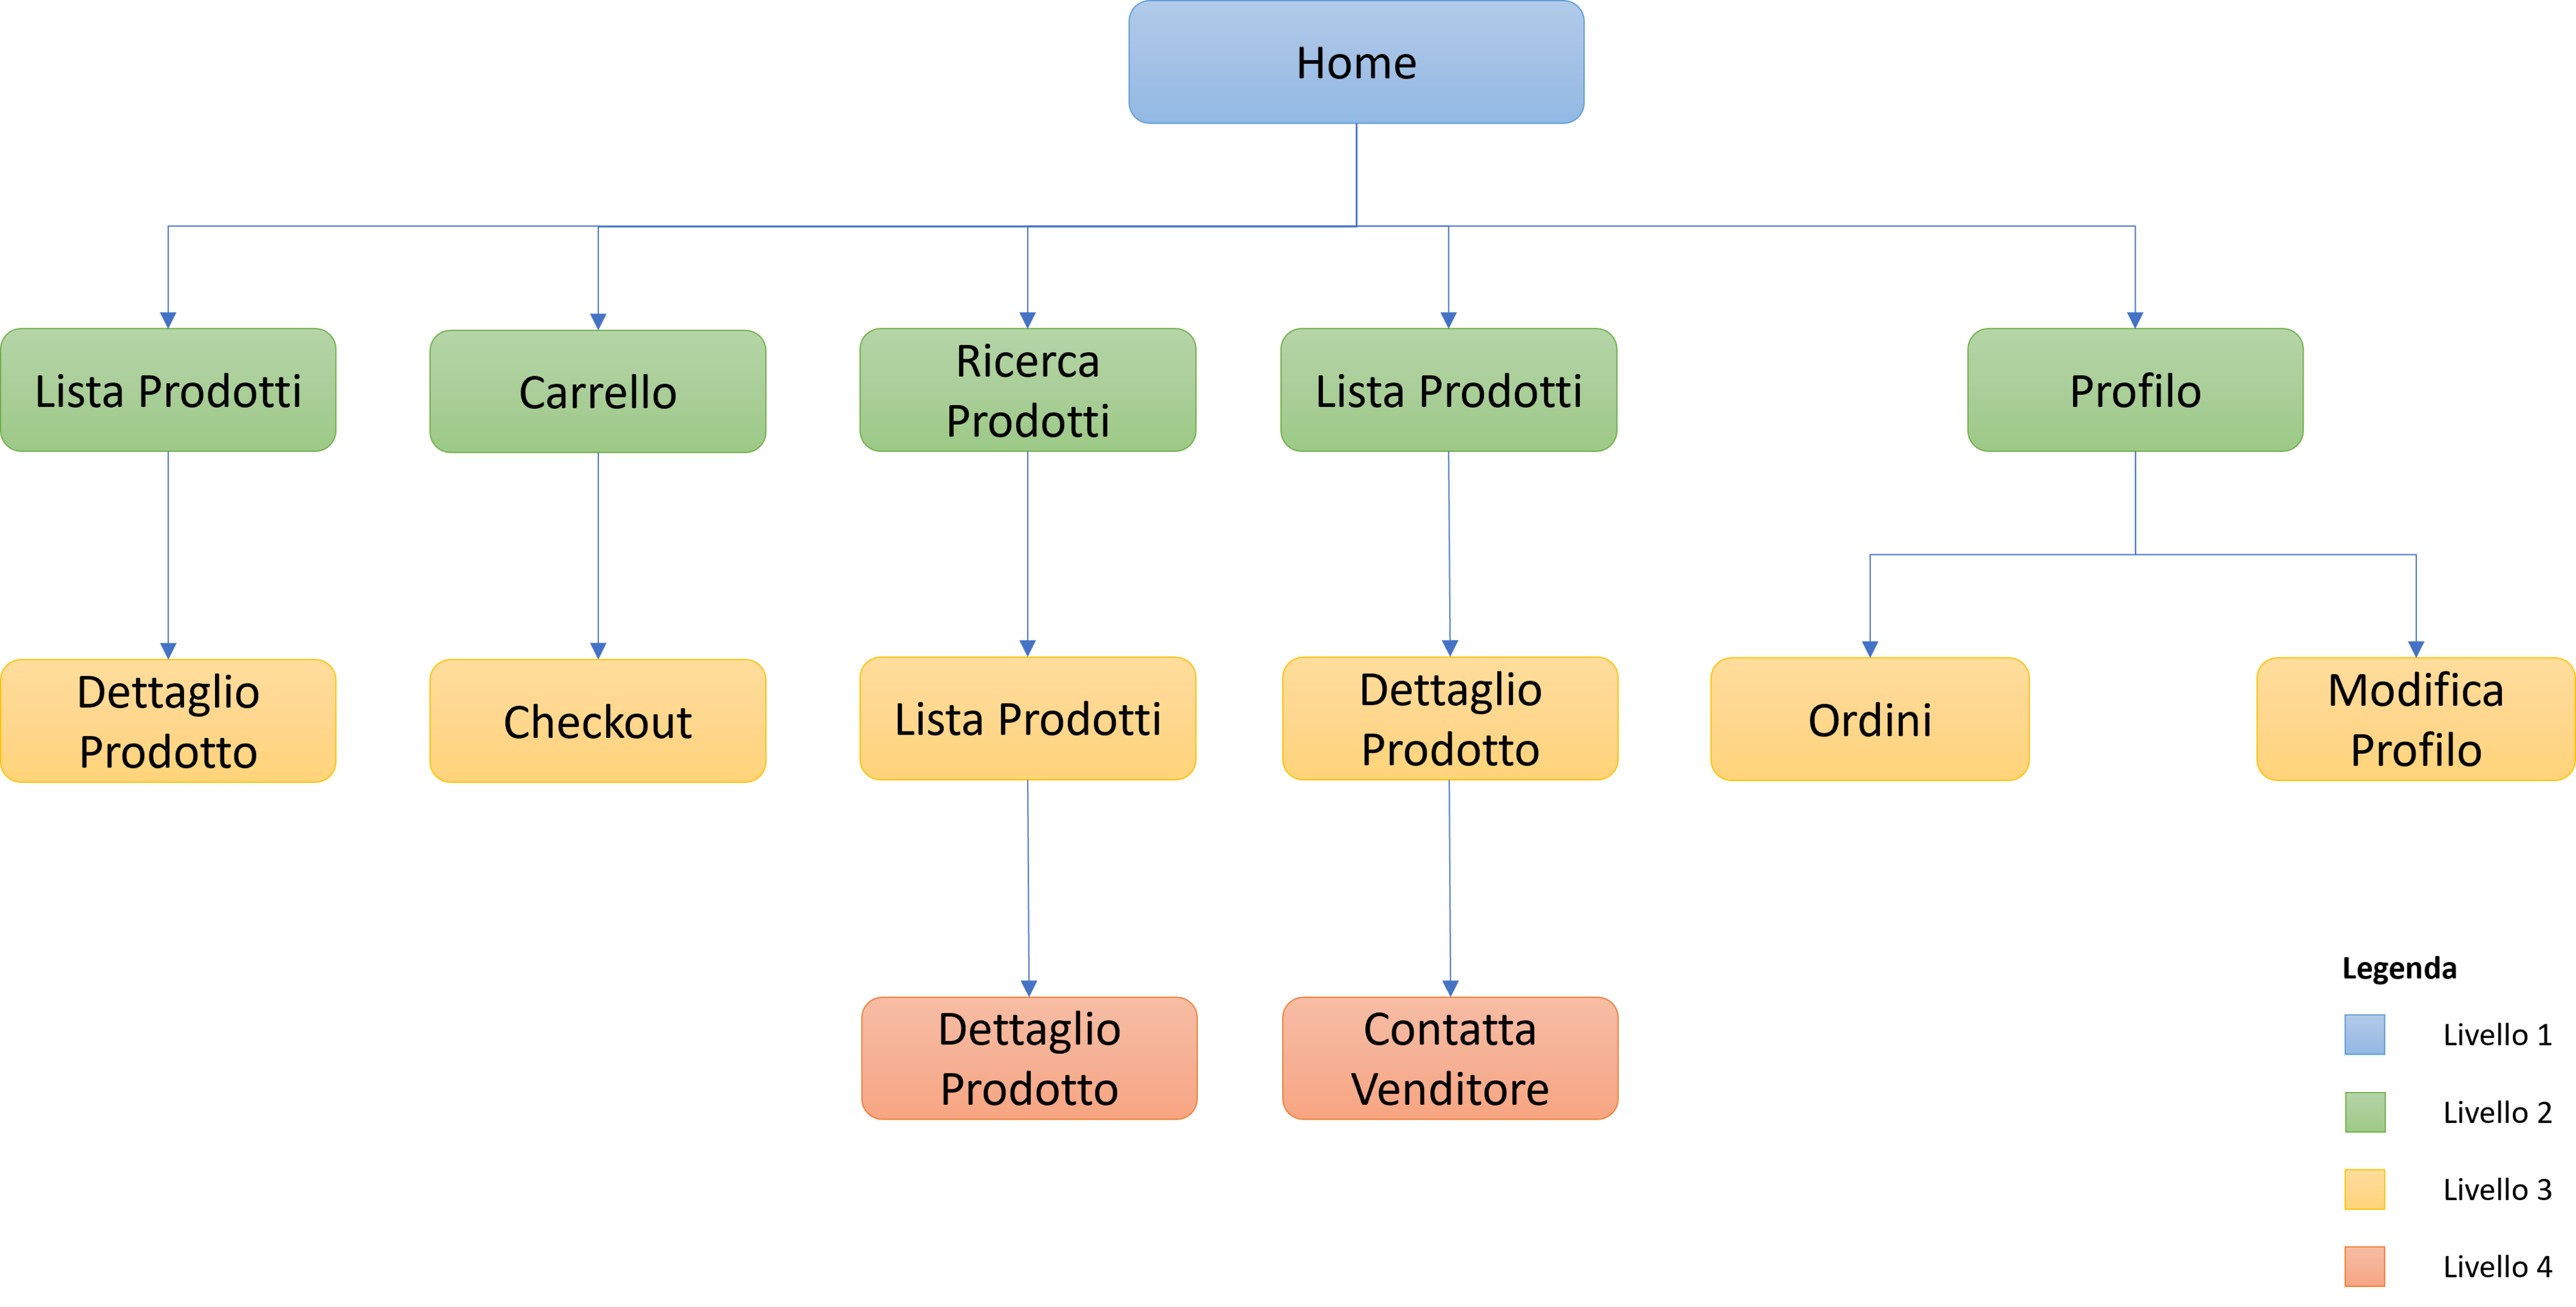 Home
Lista Prodotti
Carrello
Ricerca
Prodotti
Lista Prodotti
Profilo
Dettaglio
Prodotto
Checkout
Lista Prodotti
Dettaglio
Prodotto
Ordini
Modifica
Profilo
Dettaglio
Prodotto
Contatta
Venditore
Legenda
Livello 1
Livello 2
Livello 3
Livello 4